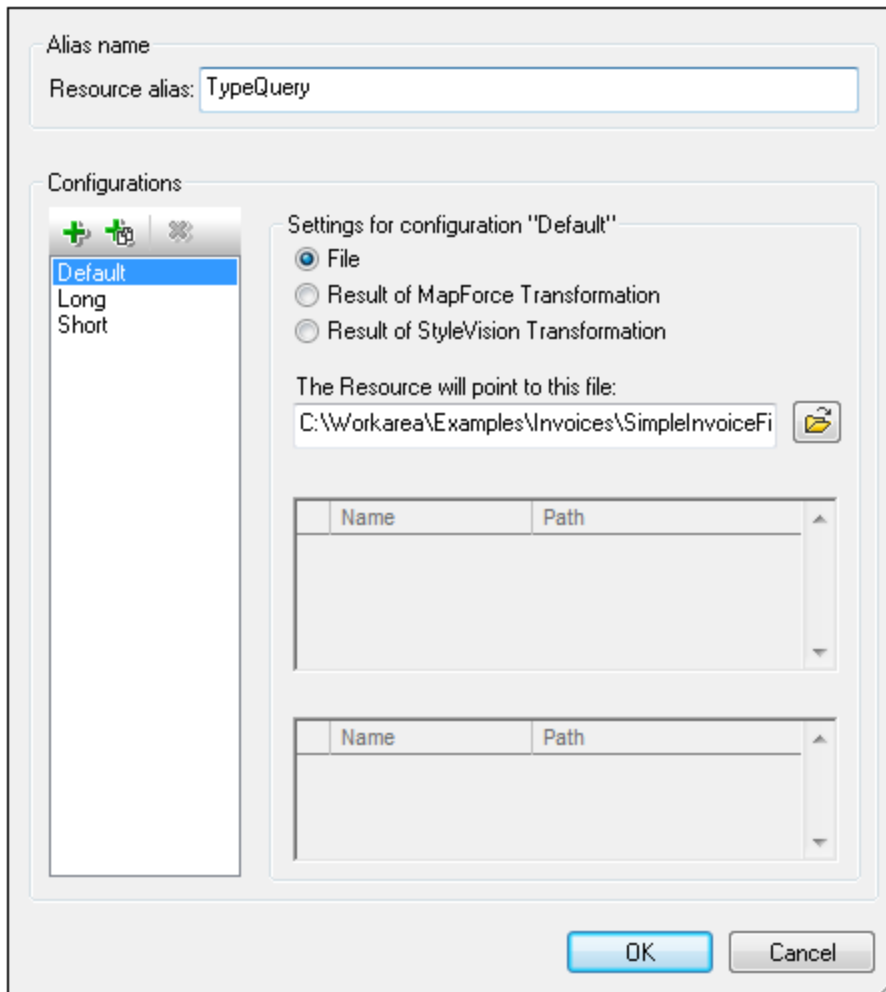 Alias name
Resource alias: TypeQuery
Configurations
Settings for configuration "Default"
Default
Long
Short
File
Result of MapForce Transformation
Result of StyleVision Transformation
The Resource will point to this file:
C:\Workarea\Examples\Invoices\SimpleInvoiceFi
Name Path
Name Path
OK Cancel